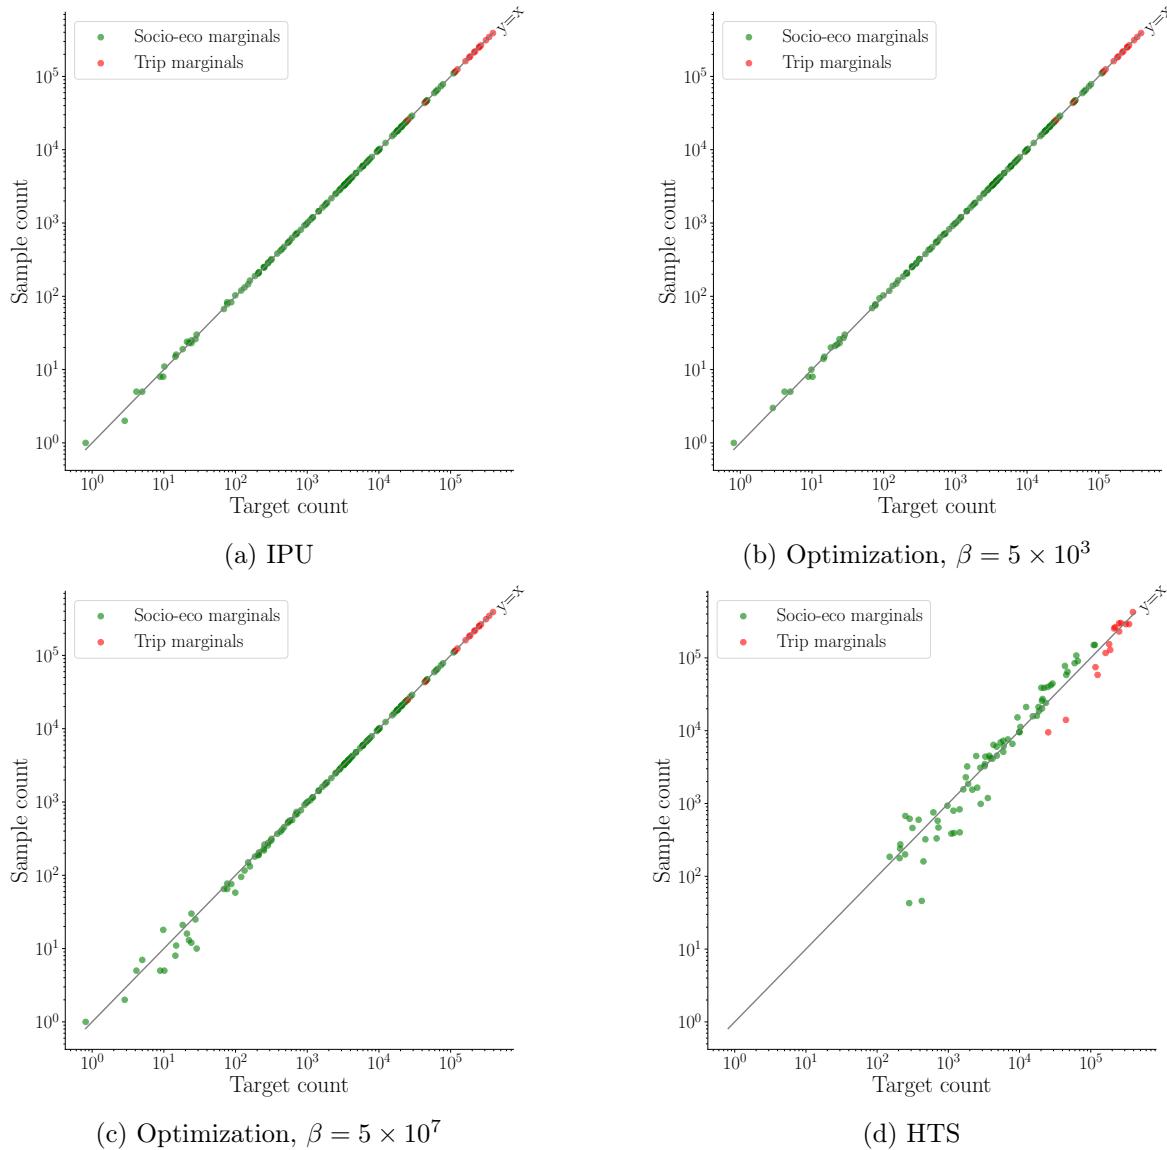 Socio-eco marginals
Trip marginals
y=x
Sample count
10^5
10^4
10^3
10^2
10^1
10^0
10^0 10^1 10^2 10^3 10^4 10^5
Target count
(a) IPU
Socio-eco marginals
Trip marginals
y=x
Sample count
10^5
10^4
10^3
10^2
10^1
10^0
10^0 10^1 10^2 10^3 10^4 10^5
Target count
(b) Optimization, β = 5 × 10^3
Socio-eco marginals
Trip marginals
y=x
Sample count
10^5
10^4
10^3
10^2
10^1
10^0
10^0 10^1 10^2 10^3 10^4 10^5
Target count
(c) Optimization, β = 5 × 10^7
Socio-eco marginals
Trip marginals
y=x
Sample count
10^5
10^4
10^3
10^2
10^1
10^0
10^0 10^1 10^2 10^3 10^4 10^5
Target count
(d) HTS